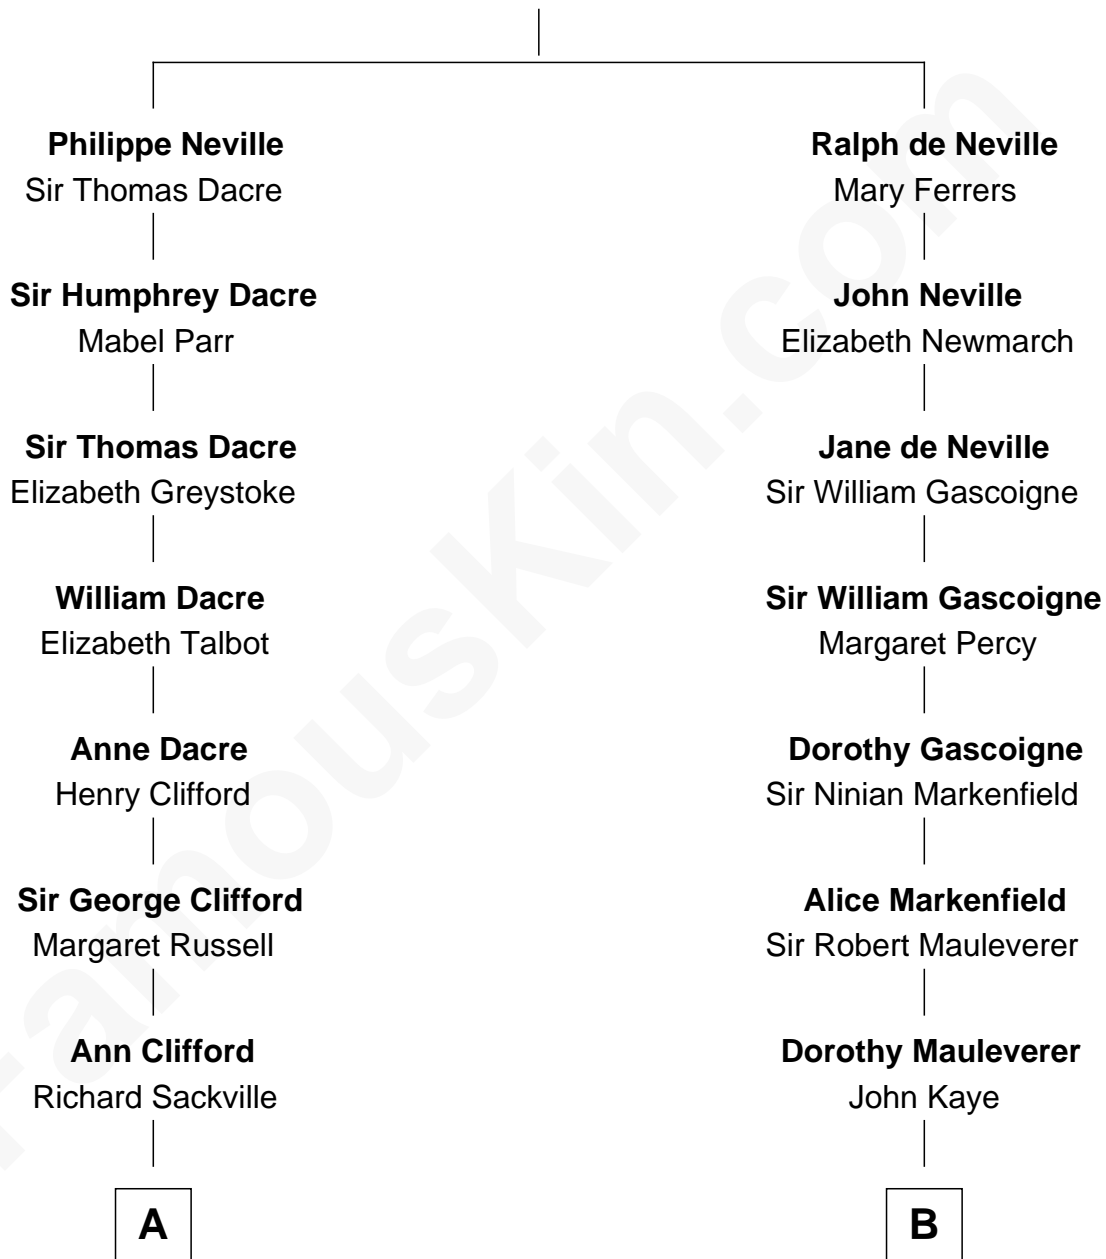 Philippe Neville
Sir Thomas Dacre
Sir Humphrey Dacre
Mabel Parr
Sir Thomas Dacre
Elizabeth Greystoke
William Dacre
Elizabeth Talbot
Anne Dacre
Henry Clifford
Sir George Clifford
Margaret Russell
Ann Clifford
Richard Sackville
A
Ralph de Neville
Mary Ferrers
John Neville
Elizabeth Newmarch
Jane de Neville
Sir William Gascoigne
Sir William Gascoigne
Margaret Percy
Dorothy Gascoigne
Sir Ninian Markenfield
Alice Markenfield
Sir Robert Mauleverer
Dorothy Mauleverer
John Kaye
B
FamousKin.com